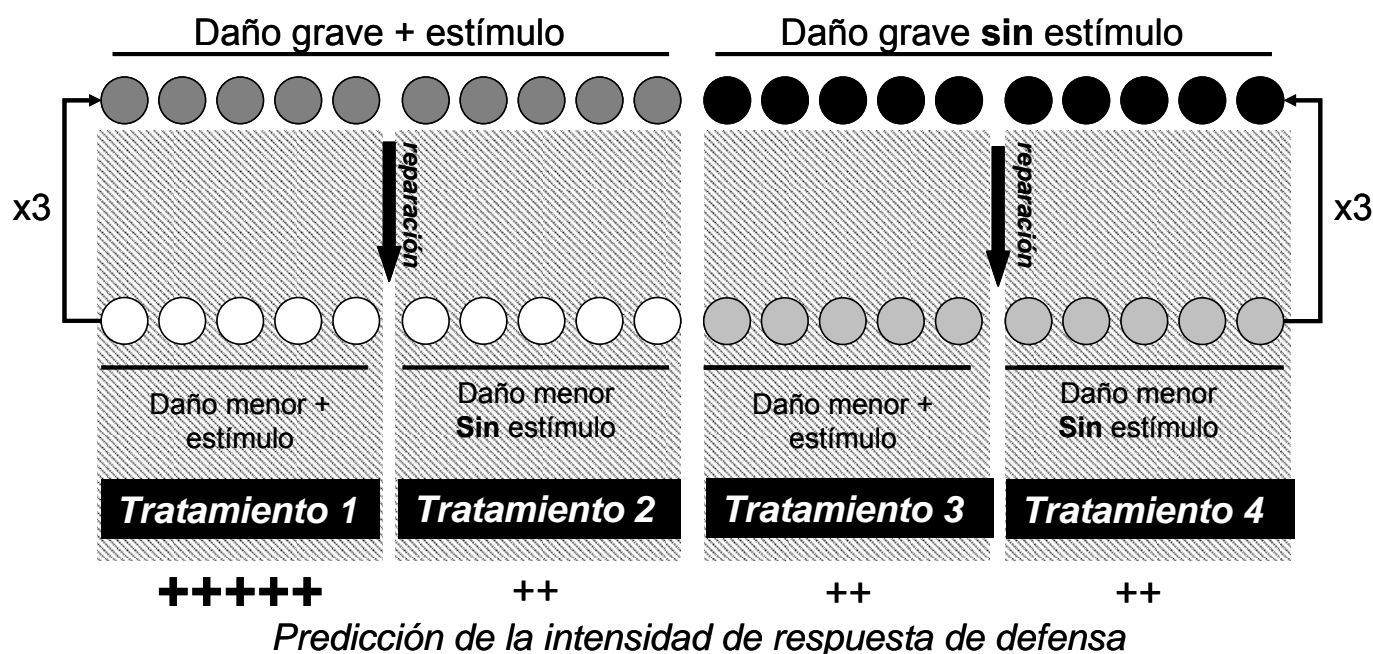 Daño grave + estímulo
Daño grave sin estímulo
x3
reparación
reparación
x3
Daño menor +
estímulo
Daño menor
Sin estímulo
Daño menor +
estímulo
Daño menor
Sin estímulo
Tratamiento 1
Tratamiento 2
Tratamiento 3
Tratamiento 4
+++++
++
++
++
Predicción de la intensidad de respuesta de defensa